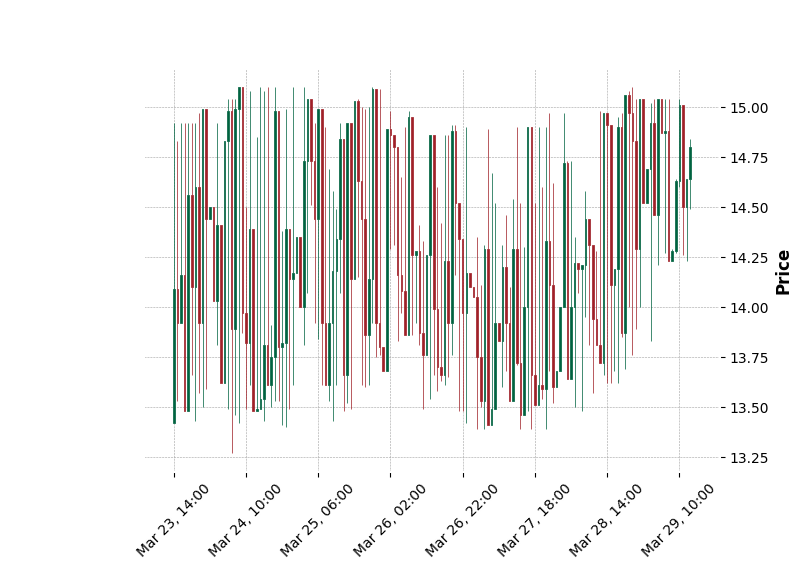 15.00
14.75
14.50
14.25
14.00
13.75
13.50
13.25
Price
Mar 23, 14:00
Mar 24, 10:00
Mar 25, 06:00
Mar 26, 02:00
Mar 26, 22:00
Mar 27, 18:00
Mar 28, 14:00
Mar 29, 10:00